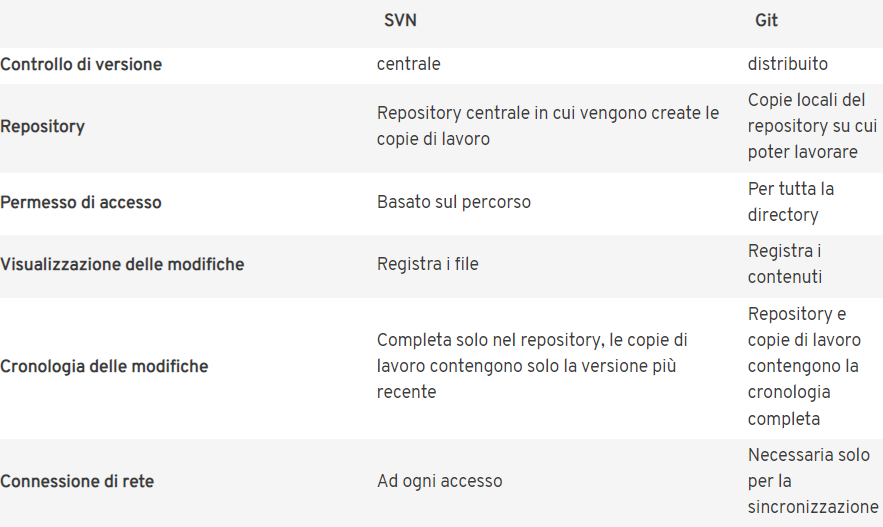 SVN Git
Controllo di versione centrale distribuito
Repository Repository centrale in cui vengono create le copie di lavoro Copie locali del repository su cui poter lavorare
Permesso di accesso Basato sul percorso Per tutta la directory
Visualizzazione delle modifiche Registra i file Registra i contenuti
Cronologia delle modifiche Completa solo nel repository, le copie di lavoro contengono solo la versione più recente Repository e copie di lavoro contengono la cronologia completa
Connessione di rete Ad ogni accesso Necessaria solo per la sincronizzazione